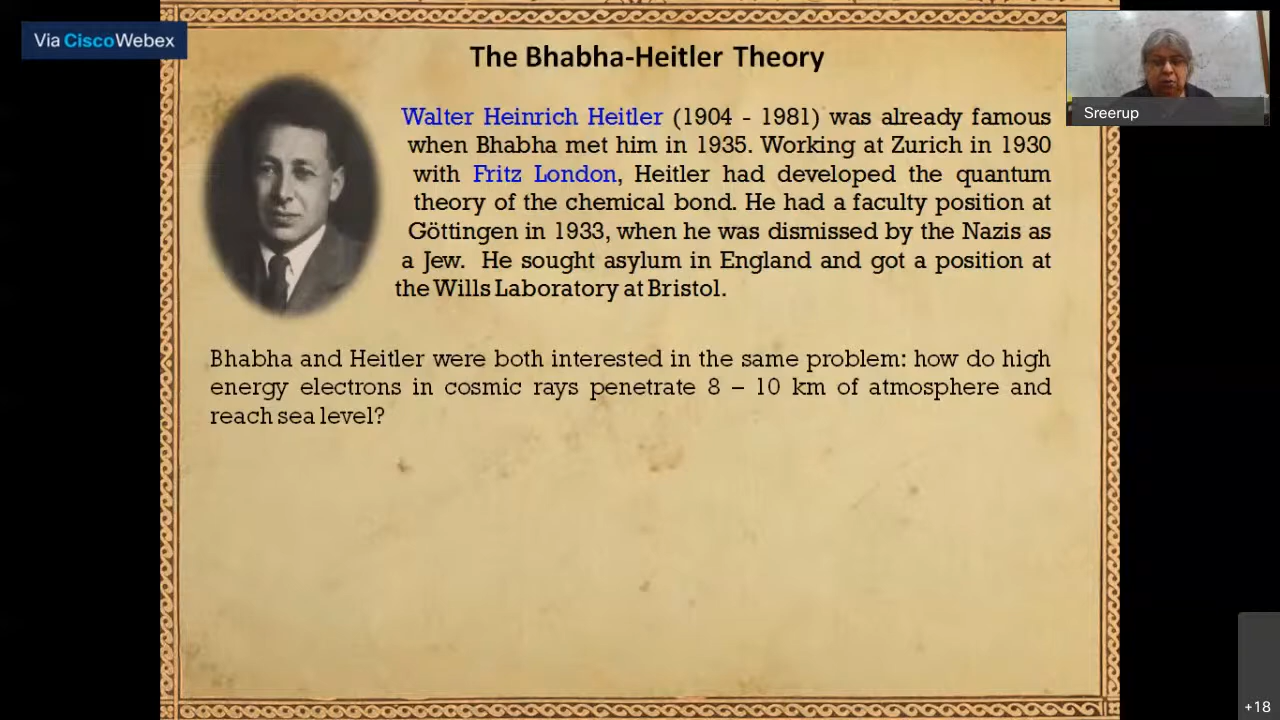 Via CiscoWebex
The Bhabha-Heitler Theory
Sreerup
Walter Heinrich Heitler (1904 - 1981) was already famous
when Bhabha met him in 1935. Working at Zurich in 1930
with Fritz London, Heitler had developed the quantum
theory of the chemical bond. He had a faculty position at
Göttingen in 1933, when he was dismissed by the Nazis as
a Jew. He sought asylum in England and got a position at
the Wills Laboratory at Bristol.
Bhabha and Heitler were both interested in the same problem: how do high
energy electrons in cosmic rays penetrate 8 – 10 km of atmosphere and
reach sea level?
+18